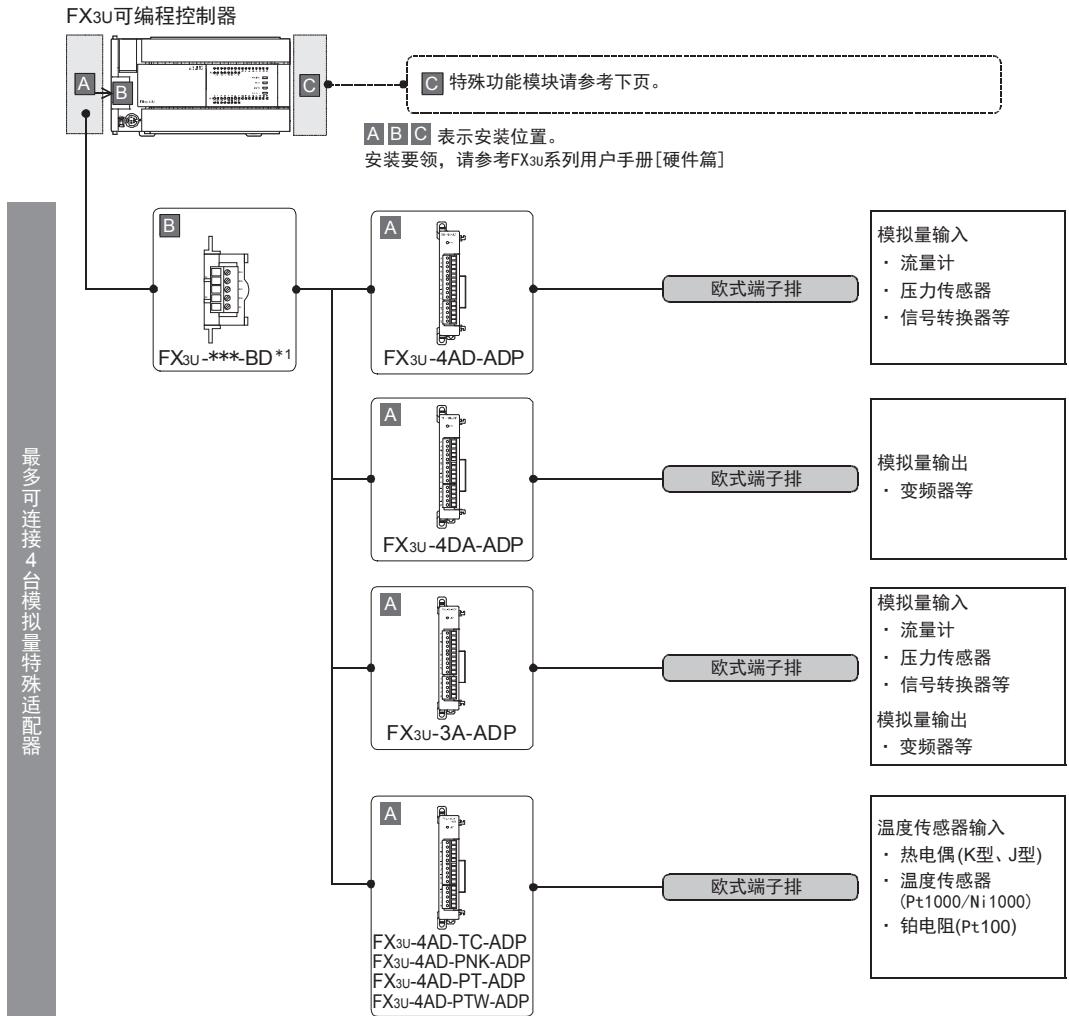 FX3U可编程控制器
A
B
C
C 特殊功能模块请参考下页。
A B C 表示安装位置。
安装要领，请参考FX3U系列用户手册[硬件篇]
最多可连接4台模拟量特殊适配器
B
FX3U-***-BD*1
A
FX3U-4AD-ADP
欧式端子排
模拟量输入
· 流量计
· 压力传感器
· 信号转换器等
A
FX3U-4DA-ADP
欧式端子排
模拟量输出
· 变频器等
A
FX3U-3A-ADP
欧式端子排
模拟量输入
· 流量计
· 压力传感器
· 信号转换器等
模拟量输出
· 变频器等
A
FX3U-4AD-TC-ADP
FX3U-4AD-PNK-ADP
FX3U-4AD-PT-ADP
FX3U-4AD-PTW-ADP
欧式端子排
温度传感器输入
· 热电偶(K型、J型)
· 温度传感器
(Pt1000/Ni1000)
· 铂电阻(Pt100)